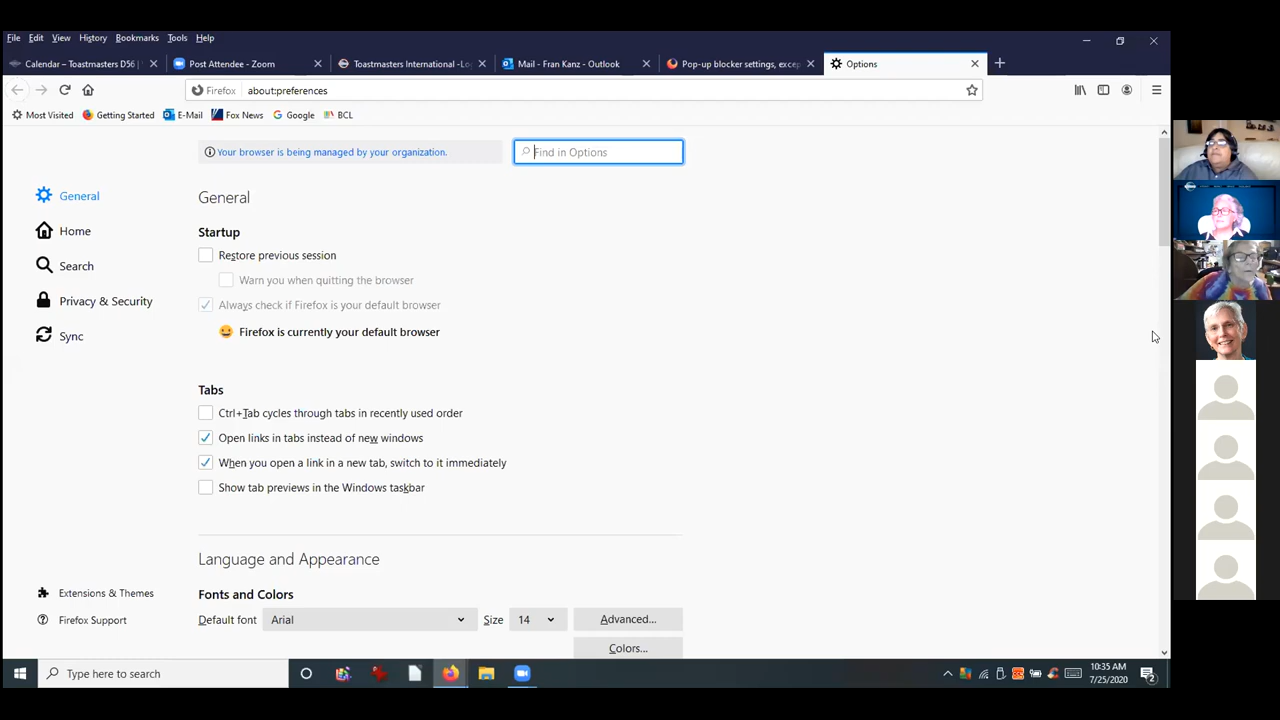 File Edit View History Bookmarks Tools Help
Calendar – Toastmasters D56 |
Post Attendee - Zoom
Toastmasters International -Lo
Mail - Fran Kanz - Outlook
Pop-up blocker settings, excep
Options
Firefox about:preferences
Most Visited Getting Started E-Mail Fox News Google BCL
Your browser is being managed by your organization.
Find in Options
General
Home
Search
Privacy & Security
Sync
Extensions & Themes
Firefox Support
General
Startup
Restore previous session
Warn you when quitting the browser
Always check if Firefox is your default browser
Firefox is currently your default browser
Tabs
Ctrl+Tab cycles through tabs in recently used order
Open links in tabs instead of new windows
When you open a link in a new tab, switch to it immediately
Show tab previews in the Windows taskbar
Language and Appearance
Fonts and Colors
Default font Arial Size 14 Advanced...
Colors...
Type here to search
10:35 AM
7/25/2020
2